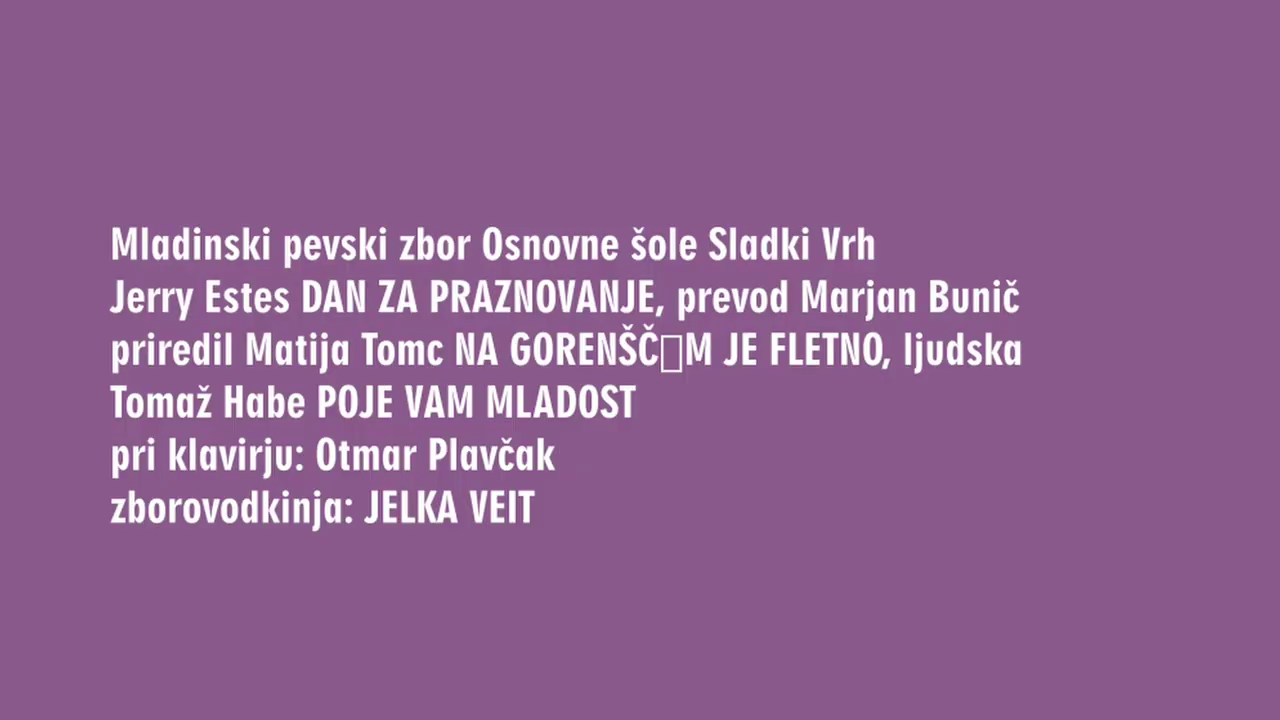 Mladinski pevski zbor Osnovne šole Sladki Vrh
Jerry Estes DAN ZA PRAZNOVANJE, prevod Marjan Bunič
priredil Matija Tomc NA GORENŠČ□M JE FLETNO, ljudska
Tomaž Habe POJE VAM MLADOST
pri klavirju: Otmar Plavčak
zborovodkinja: JELKA VEIT